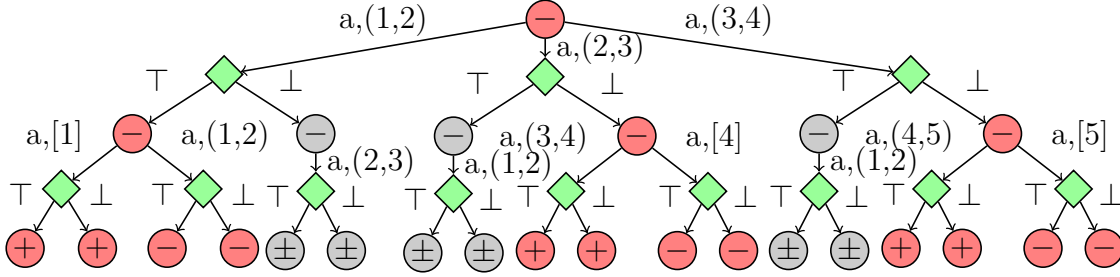 −
a,(1,2) a,(2,3) a,(3,4)
⊤ ⊥ ⊤ ⊥ ⊤ ⊥
− − − − − −
a,[1] a,(1,2) a,(2,3) a,(1,2) a,(3,4) a,[4] a,(1,2) a,(4,5) a,[5]
⊤ ⊥ ⊤ ⊥ ⊤ ⊥ ⊤ ⊥ ⊤ ⊥ ⊤ ⊥ ⊤ ⊥ ⊤ ⊥ ⊤ ⊥
+ + − − ± ± ± ± + + − − ± ± + + − −